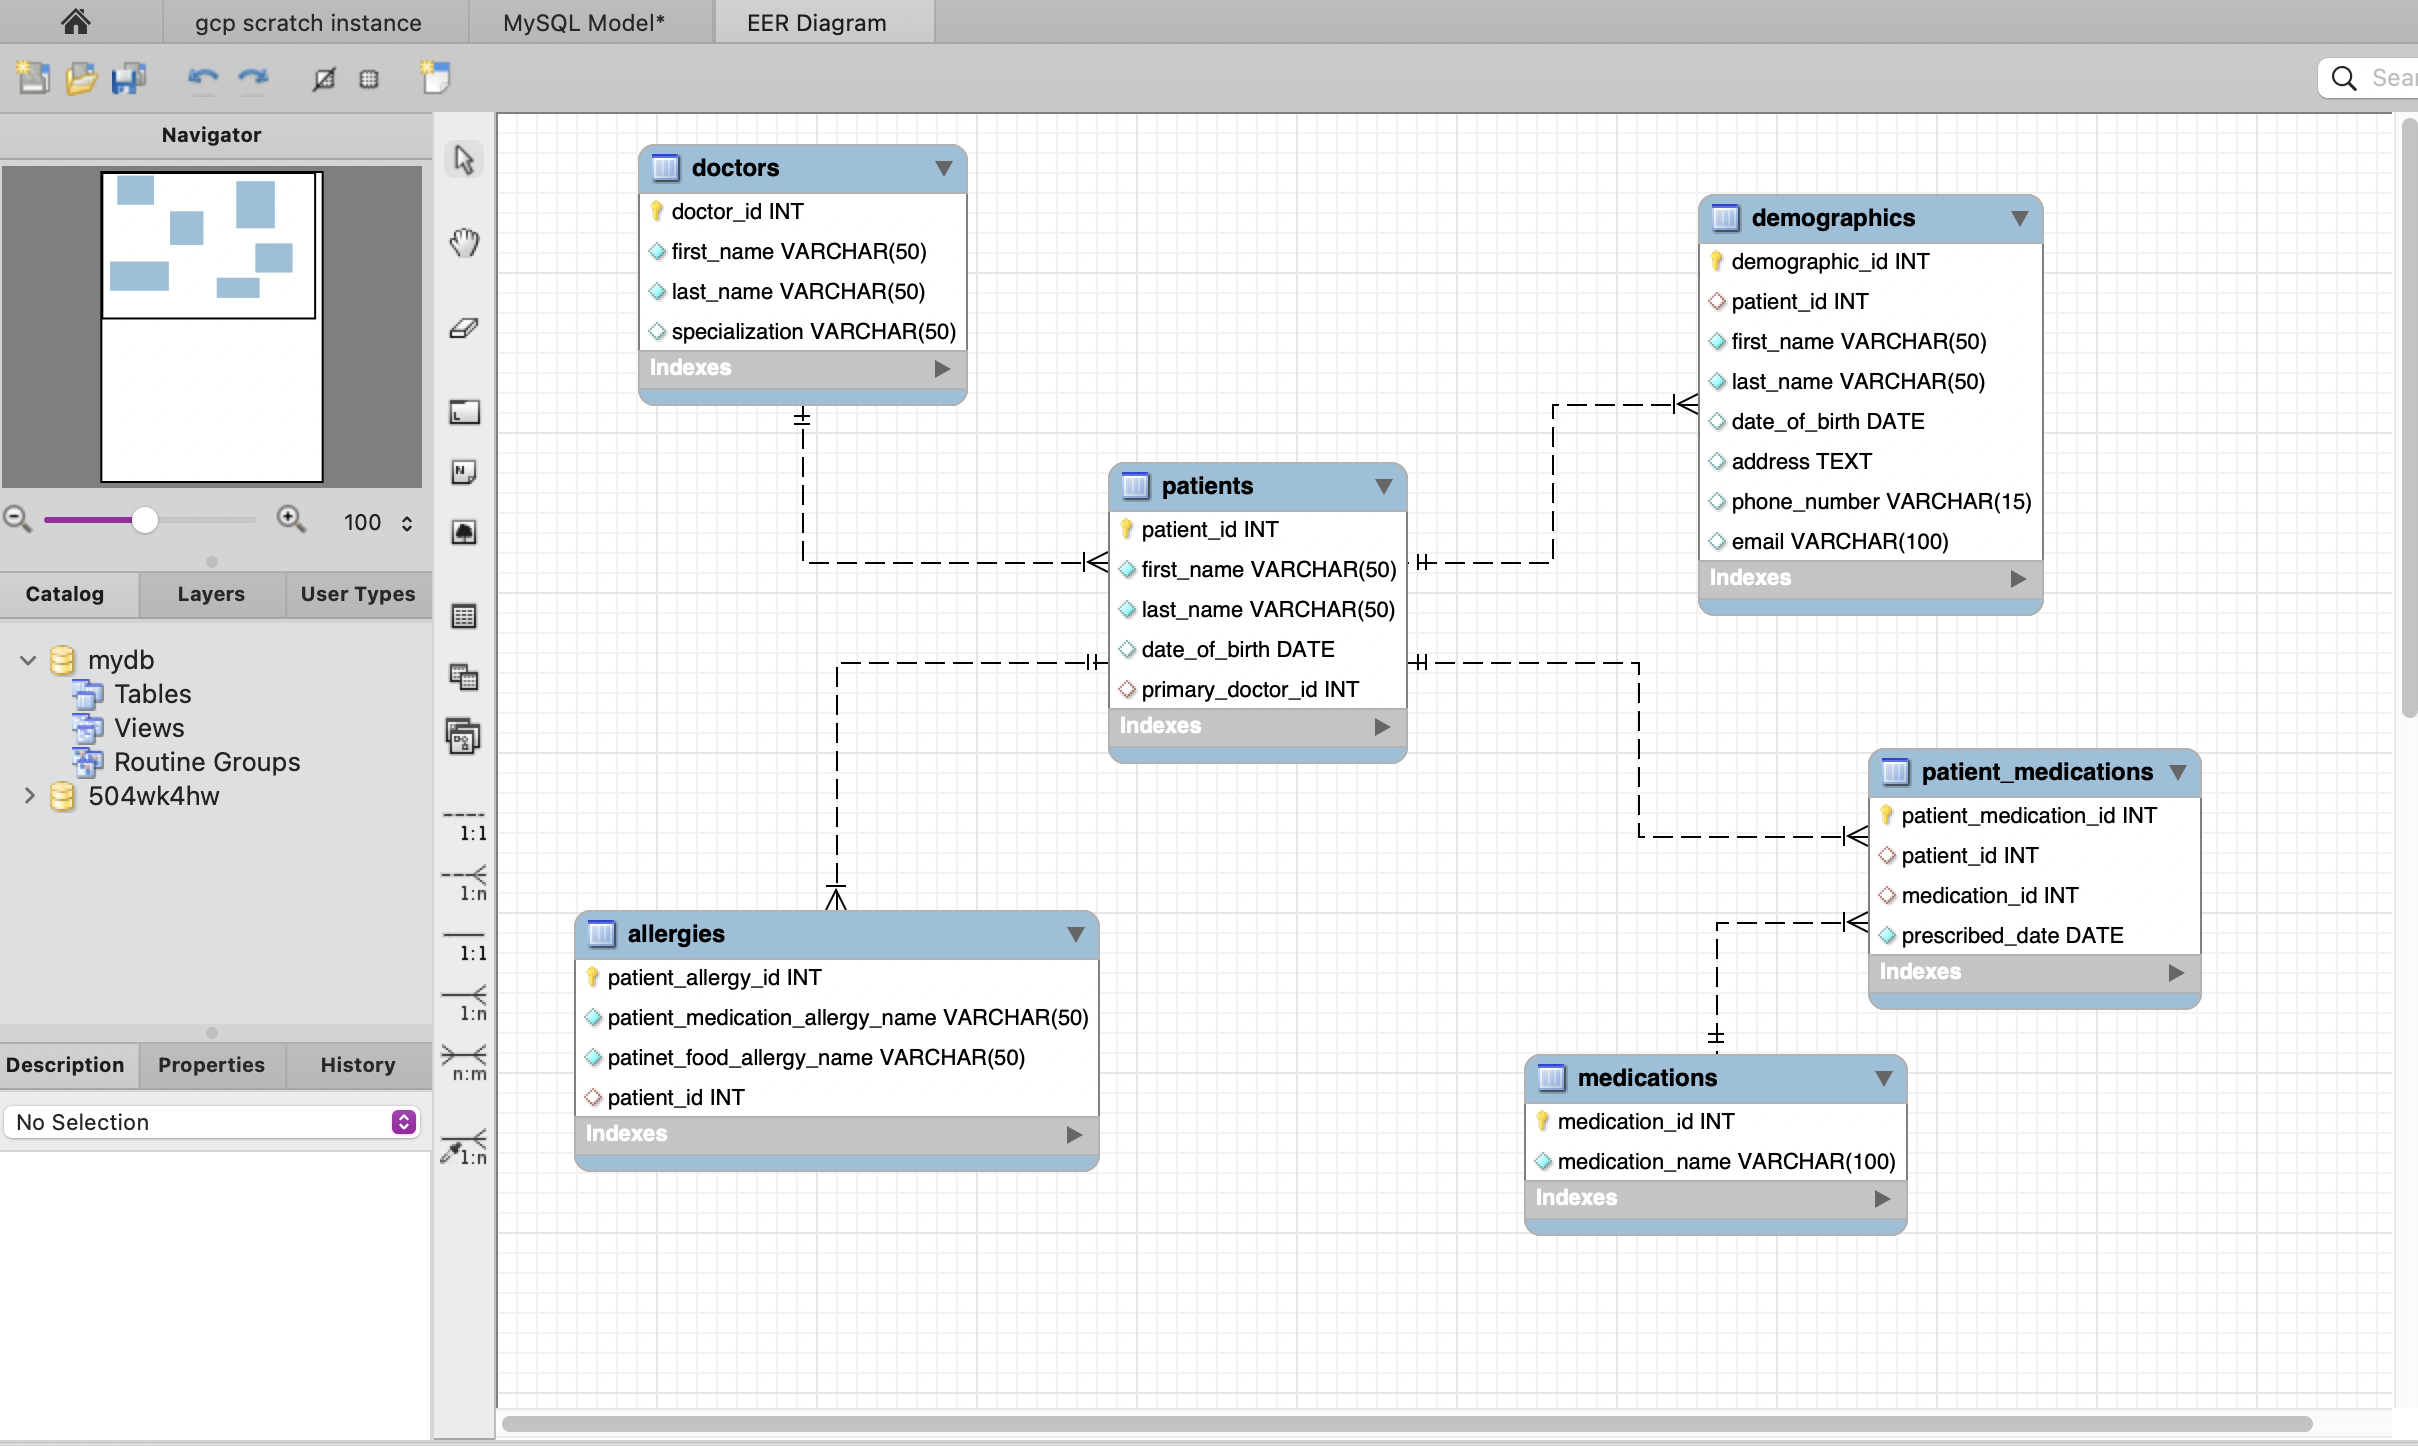 gcp scratch instance
MySQL Model*
EER Diagram
Navigator
100
Catalog
Layers
User Types
mydb
Tables
Views
Routine Groups
504wk4hw
Description
Properties
History
No Selection
1:1
1:n
1:1
1:n
n:m
1:n
doctors
doctor_id INT
first_name VARCHAR(50)
last_name VARCHAR(50)
specialization VARCHAR(50)
Indexes
patients
patient_id INT
first_name VARCHAR(50)
last_name VARCHAR(50)
date_of_birth DATE
primary_doctor_id INT
Indexes
demographics
demographic_id INT
patient_id INT
first_name VARCHAR(50)
last_name VARCHAR(50)
date_of_birth DATE
address TEXT
phone_number VARCHAR(15)
email VARCHAR(100)
Indexes
allergies
patient_allergy_id INT
patient_medication_allergy_name VARCHAR(50)
patinet_food_allergy_name VARCHAR(50)
patient_id INT
Indexes
patient_medications
patient_medication_id INT
patient_id INT
medication_id INT
prescribed_date DATE
Indexes
medications
medication_id INT
medication_name VARCHAR(100)
Indexes